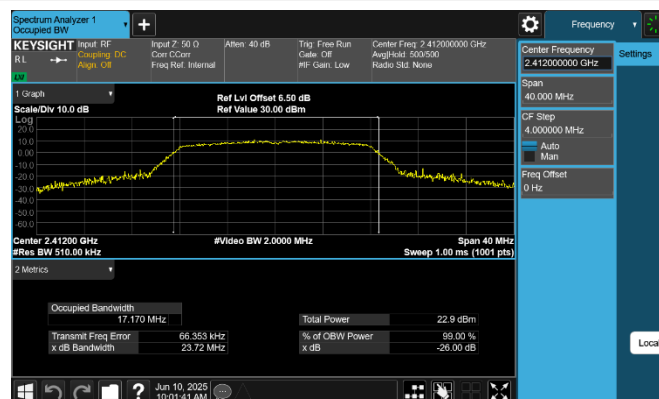 Spectrum Analyzer 1
Occupied BW
+
Frequency
KEYSIGHT
RL
LW
Input: RF
Coupling: DC
Align: Off
Input Z: 50 Ω
Corr CCorr
Freq Ref: Internal
Atten: 40 dB
Trig: Free Run
Gate: Off
#IF Gain: Low
Center Freq: 2.412000000 GHz
Avg|Hold: 500/500
Radio Std: None
Center Frequency
2.412000000 GHz
Settings
Span
40.000 MHz
CF Step
4.000000 MHz
Auto
Man
Freq Offset
0 Hz
Local
1 Graph
Scale/Div 10.0 dB
Ref Lvl Offset 6.50 dB
Ref Value 30.00 dBm
Log
20.0
10.0
0.00
-10.0
-20.0
-30.0
-40.0
-50.0
-60.0
Center 2.41200 GHz
#Res BW 510.00 kHz
#Video BW 2.0000 MHz
Span 40 MHz
Sweep 1.00 ms (1001 pts)
2 Metrics
Occupied Bandwidth
17.170 MHz
Transmit Freq Error 66.353 kHz
x dB Bandwidth 23.72 MHz
Total Power 22.9 dBm
% of OBW Power 99.00 %
x dB -26.00 dB
?
Jun 10, 2025
10:01:41 AM